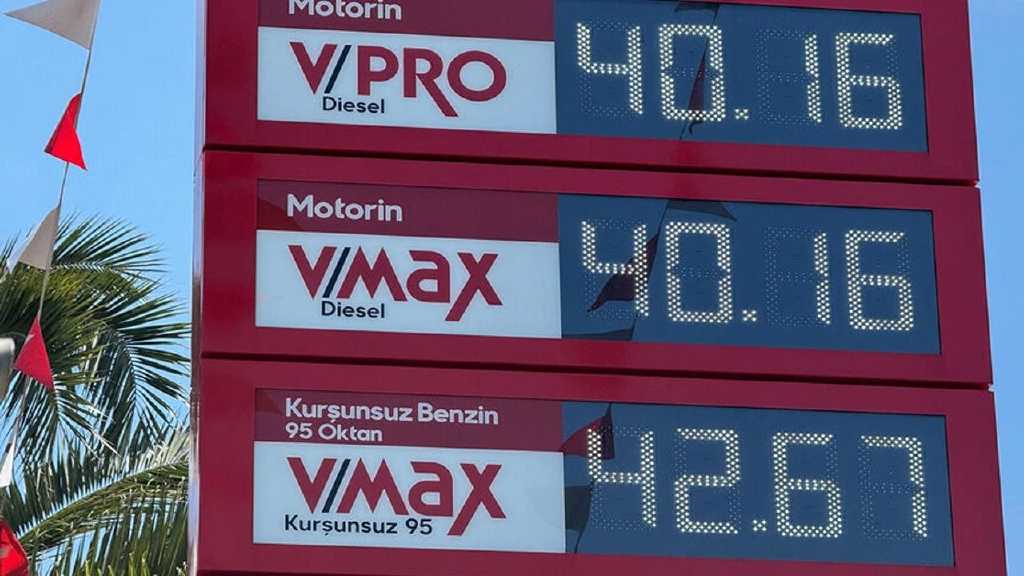 Motorin
V/PRO
Diesel
40.16
Motorin
V/MAX
Diesel
40.16
Kurşunsuz Benzin
95 Oktan
V/MAX
Kurşunsuz 95
42.67